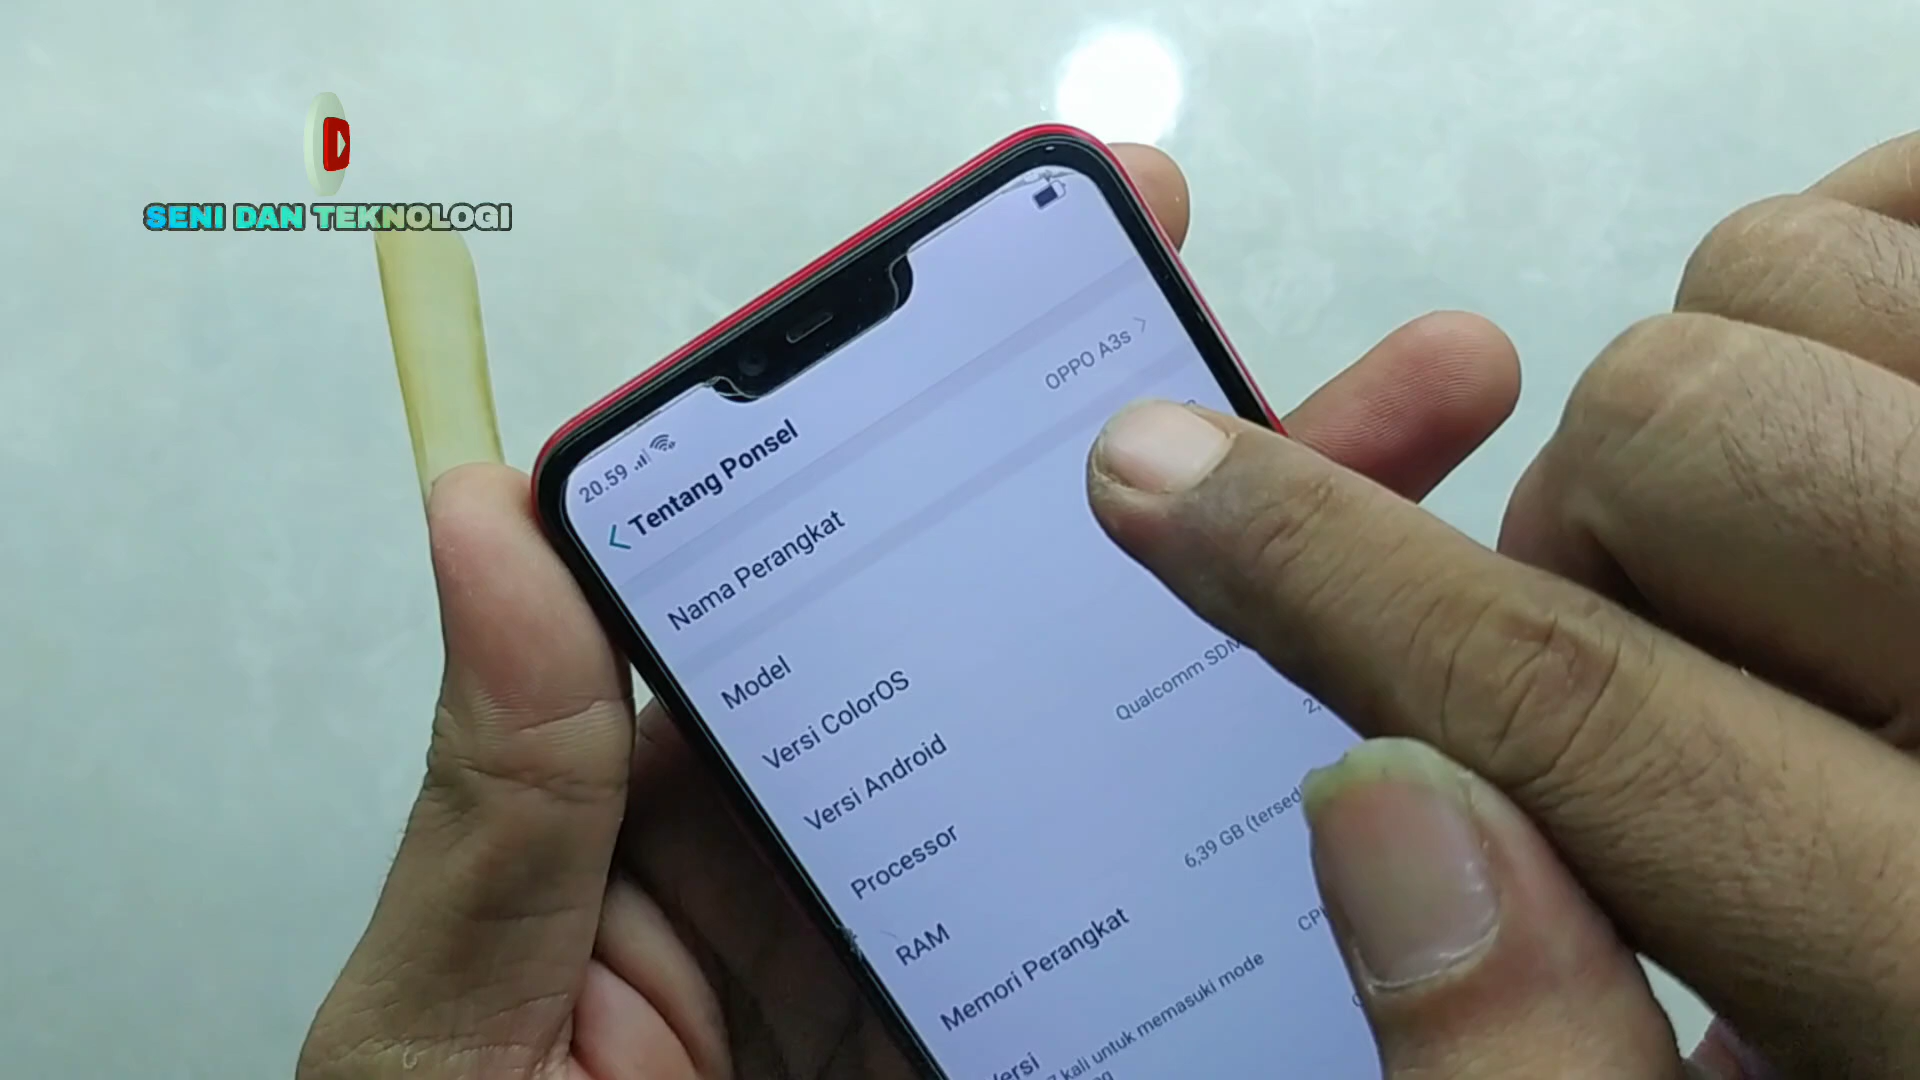 SENI DAN TEKNOLOGI
20.59
Tentang Ponsel
Nama Perangkat
OPPO A3s
Model
Versi ColorOS
Versi Android
Processor
Qualcomm SDM
RAM
2,
Memori Perangkat
6,39 GB (tersed
kali untuk memasuki mode